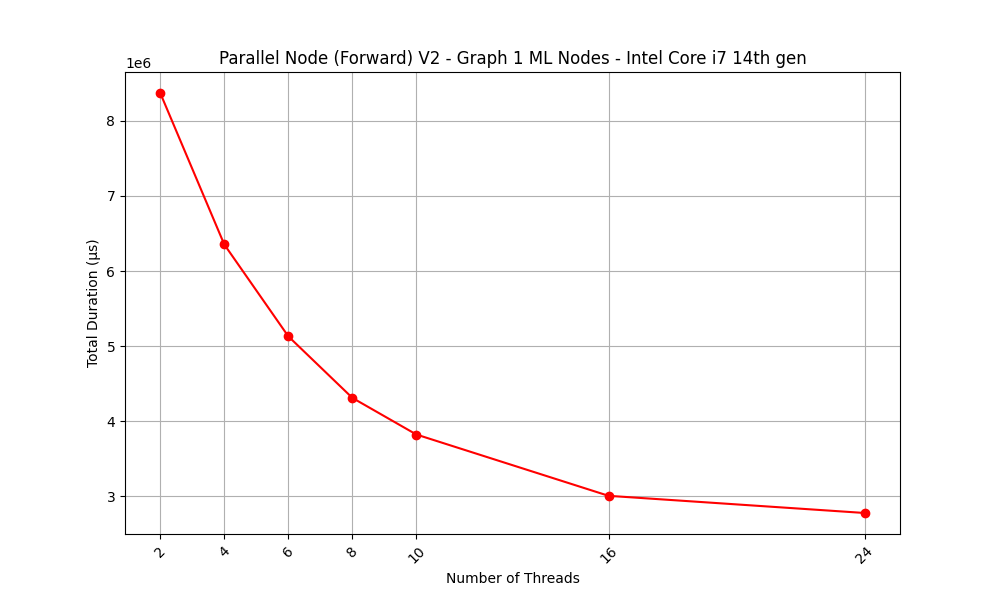 Parallel Node (Forward) V2 - Graph 1 ML Nodes - Intel Core i7 14th gen
1e6
8
7
6
5
4
3
Total Duration (µs)
2 4 6 8 10 16 24
Number of Threads